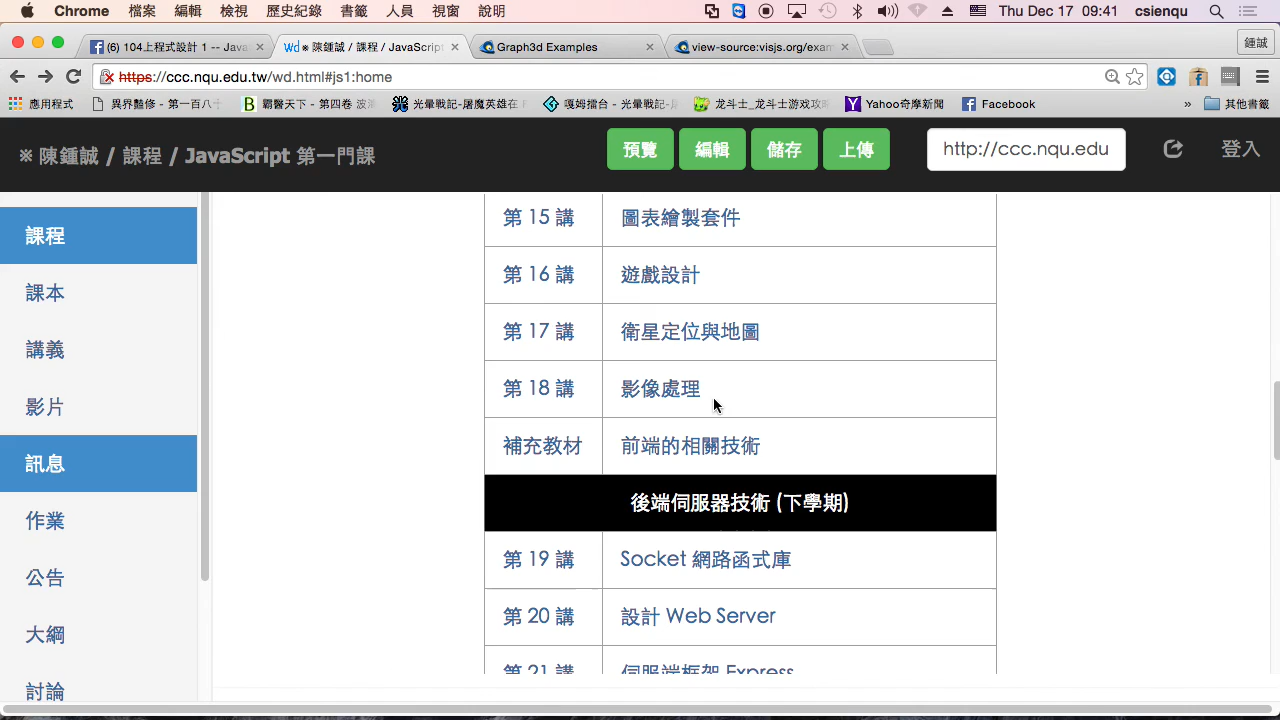 Chrome 檔案 編輯 檢視 歷史紀錄 書籤 人員 視窗 說明 Thu Dec 17 09:41 csienqu
(6) 104上程式設計 1 -- Java
Wd ※ 陳鍾誠 / 課程 / JavaScript
Graph3d Examples
view-source:visjs.org/exam
鍾誠
https://ccc.nqu.edu.tw/wd.html#js1:home
應用程式
異界豔修 - 第一百八十
霸醫天下 - 第四卷
光暈戰記-屠魔英雄在
嘎姆擂台 - 光暈戰記-
龙斗士_龙斗士游戏攻略
Yahoo奇摩新聞
Facebook
»
其他書籤
※ 陳鍾誠 / 課程 / JavaScript 第一門課
預覽 編輯 儲存 上傳
http://ccc.nqu.edu
登入
課程
課本
講義
影片
訊息
作業
公告
大綱
討論
第 15 講 圖表繪製套件
第 16 講 遊戲設計
第 17 講 衛星定位與地圖
第 18 講 影像處理
補充教材 前端的相關技術
後端伺服器技術 (下學期)
第 19 講 Socket 網路函式庫
第 20 講 設計 Web Server
第 21 講 伺服端框架 Express